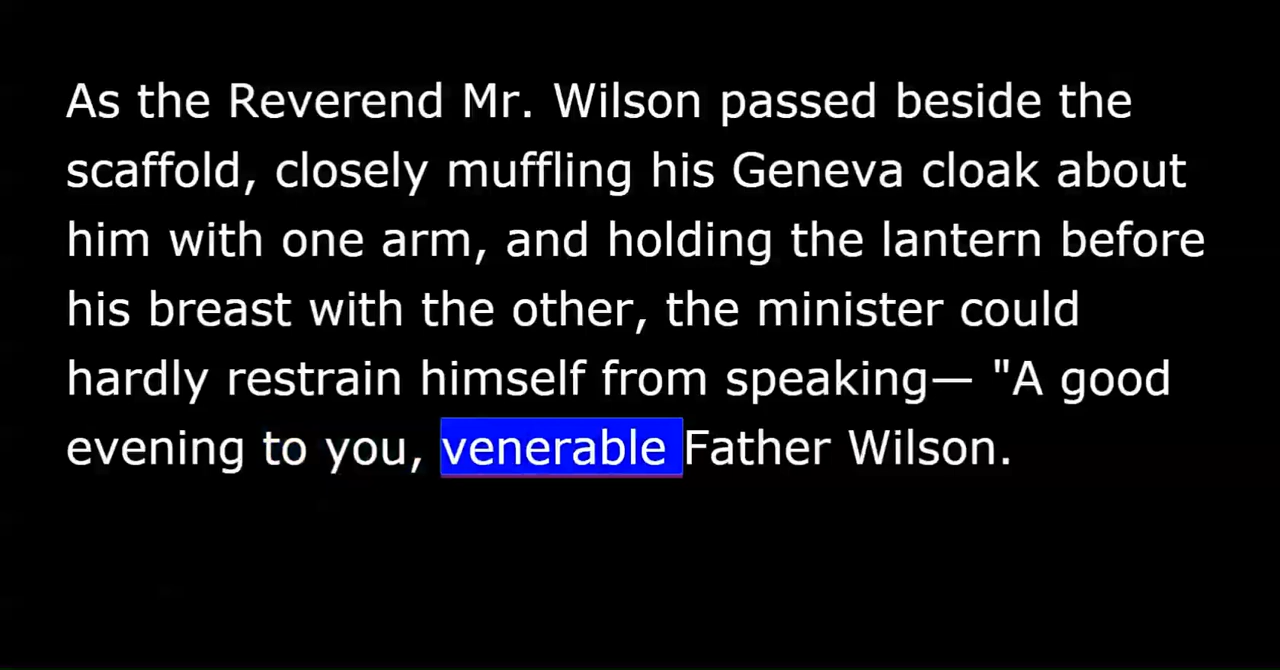 As the Reverend Mr. Wilson passed beside the
scaffold, closely muffling his Geneva cloak about
him with one arm, and holding the lantern before
his breast with the other, the minister could
hardly restrain himself from speaking— "A good
evening to you, venerable Father Wilson.